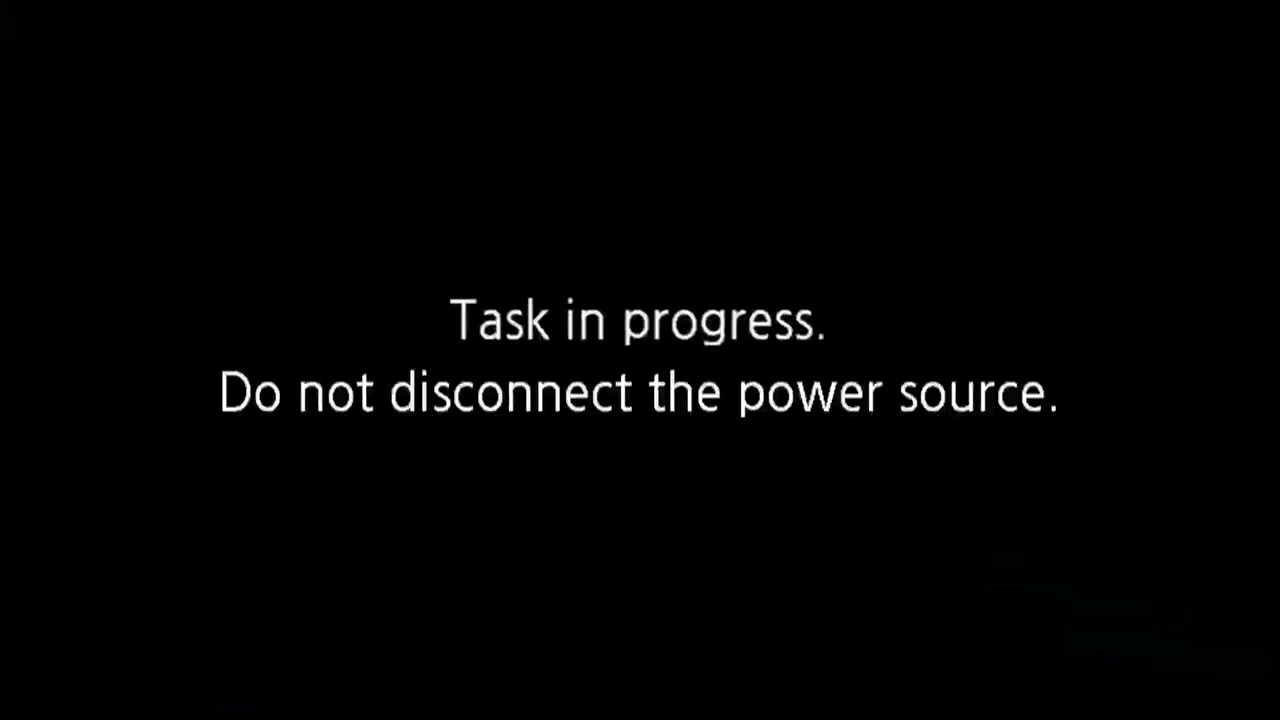 Task in progress.
Do not disconnect the power source.